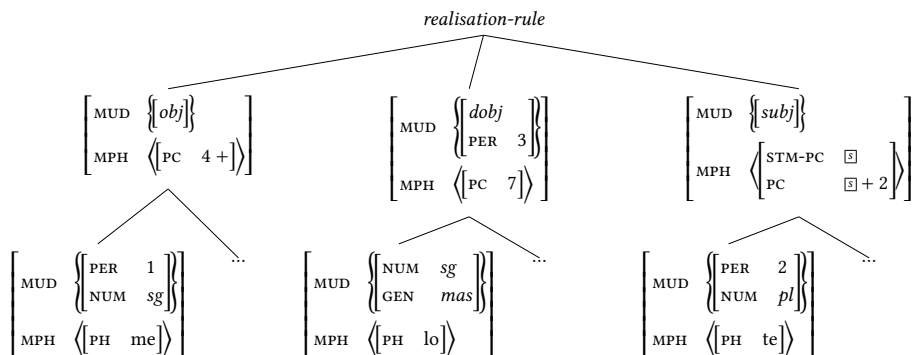 realisation-rule
MUD {[obj]}
MPH ⟨[PC 4 +]⟩
MUD {[dobj
PER 3]}
MPH ⟨[PC 7]⟩
MUD {[subj]}
MPH ⟨[STM-PC s
PC s + 2]⟩
MUD {[PER 1
NUM sg]}
MPH ⟨[PH me]⟩
...
MUD {[NUM sg
GEN mas]}
MPH ⟨[PH lo]⟩
...
MUD {[PER 2
NUM pl]}
MPH ⟨[PH te]⟩
...